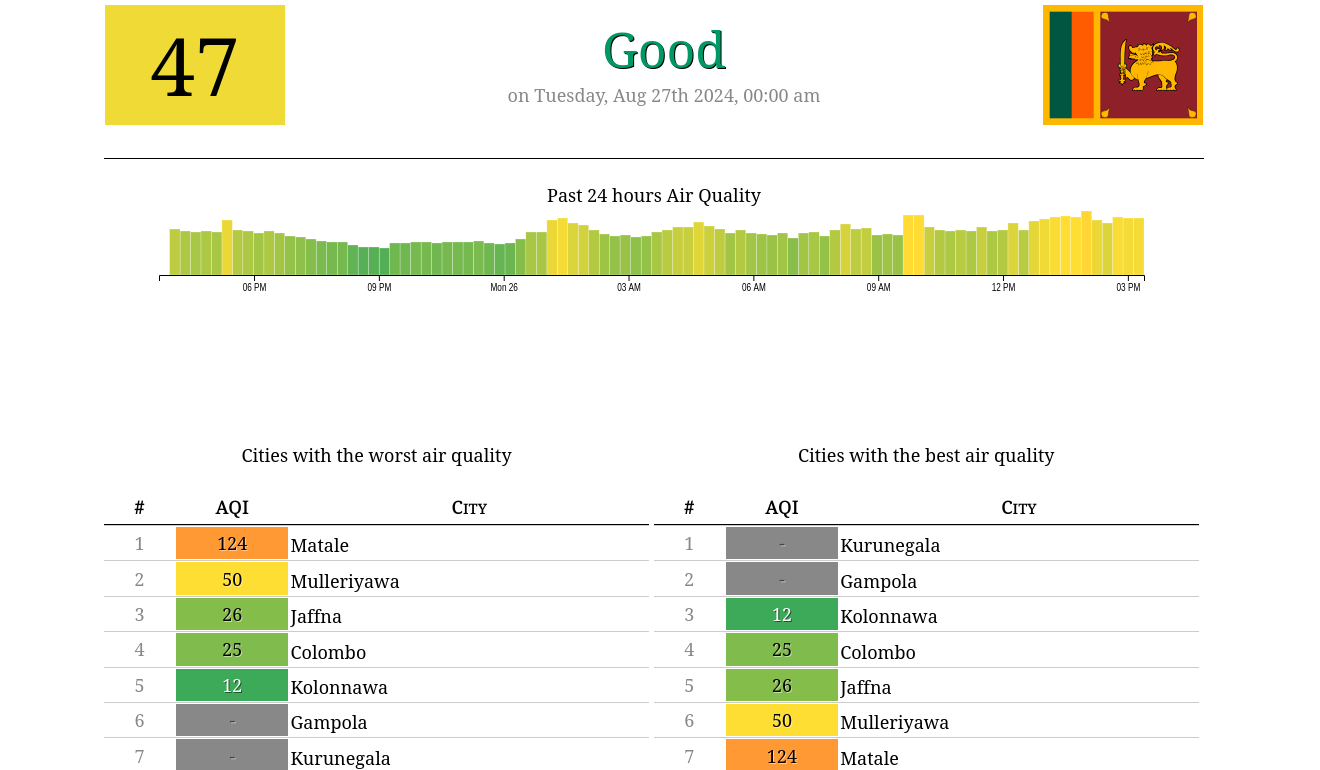 47
Good
on Tuesday, Aug 27th 2024, 00:00 am
Past 24 hours Air Quality
06 PM 09 PM Mon 26 03 AM 06 AM 09 AM 12 PM 03 PM
Cities with the worst air quality
# AQI City
1 124 Matale
2 50 Mulleriyawa
3 26 Jaffna
4 25 Colombo
5 12 Kolonnawa
6 - Gampola
7 - Kurunegala
Cities with the best air quality
# AQI City
1 - Kurunegala
2 - Gampola
3 12 Kolonnawa
4 25 Colombo
5 26 Jaffna
6 50 Mulleriyawa
7 124 Matale